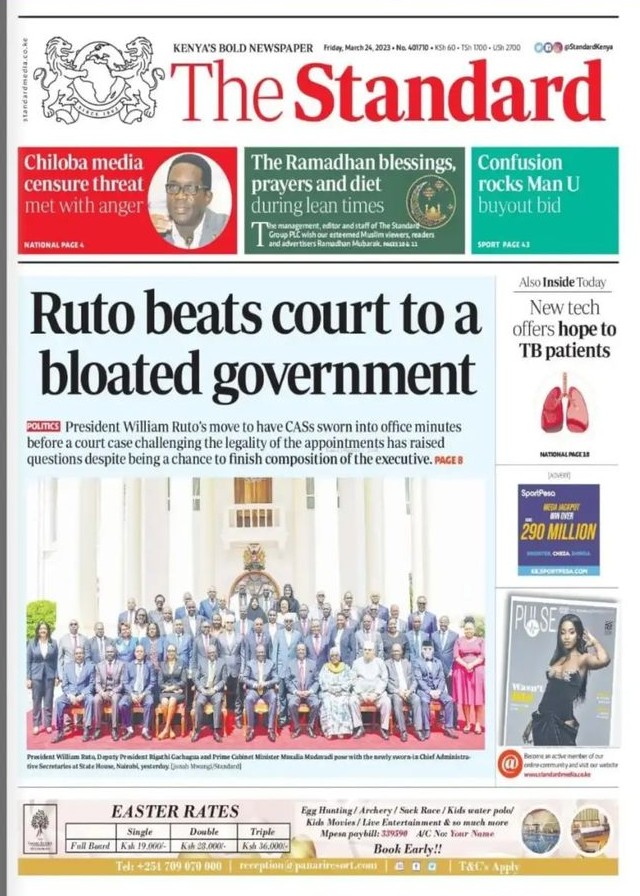 standardmedia.co.ke
KENYA'S BOLD NEWSPAPER
Friday, March 24, 2023 • No. 401710 • KSh 60 • TSh 1700 • USh 2700
@StandardKenya
The Standard
Chiloba media
censure threat
met with anger
NATIONAL PAGE 4
The Ramadhan blessings,
prayers and diet
during lean times
The management, editor and staff of The Standard
Group PLC wish our esteemed Muslim viewers, readers
and advertisers Ramadhan Mubarak.
Confusion
rocks Man U
buyout bid
SPORT PAGE 43
Ruto beats court to a
bloated government
POLITICS President William Ruto's move to have CASs sworn into office minutes
before a court case challenging the legality of the appointments has raised
questions despite being a chance to finish composition of the executive. PAGE 8
President William Ruto, Deputy President Rigathi Gachagua and Prime Cabinet Minister Musalia Mudavadi pose with the newly sworn-in Chief Administra-
tive Secretaries at State House, Nairobi, yesterday. [Jonah Mwangi/Standard]
Also Inside Today
New tech
offers hope to
TB patients
NATIONAL PAGE 18
[ADVERT]
SportPesa
MEGA JACKPOT
WIN OVER
290 MILLION
KE.SPORTPESA.COM
PULSE
Become an active member of our
online community and visit our website
www.standardmedia.co.ke
EASTER RATES
Single Double Triple
Full Board Ksh 19,000/- Ksh 28,000/- Ksh 36,000/-
Egg Hunting / Archery / Sack Race / Kids water polo/
Kids Movies / Live Entertainment & so much more
Mpesa paybill: 339590 A/C No: Your Name
Book Early!!
Tel: +254 709 070 000 | reception@panariresort.com | T&C's Apply